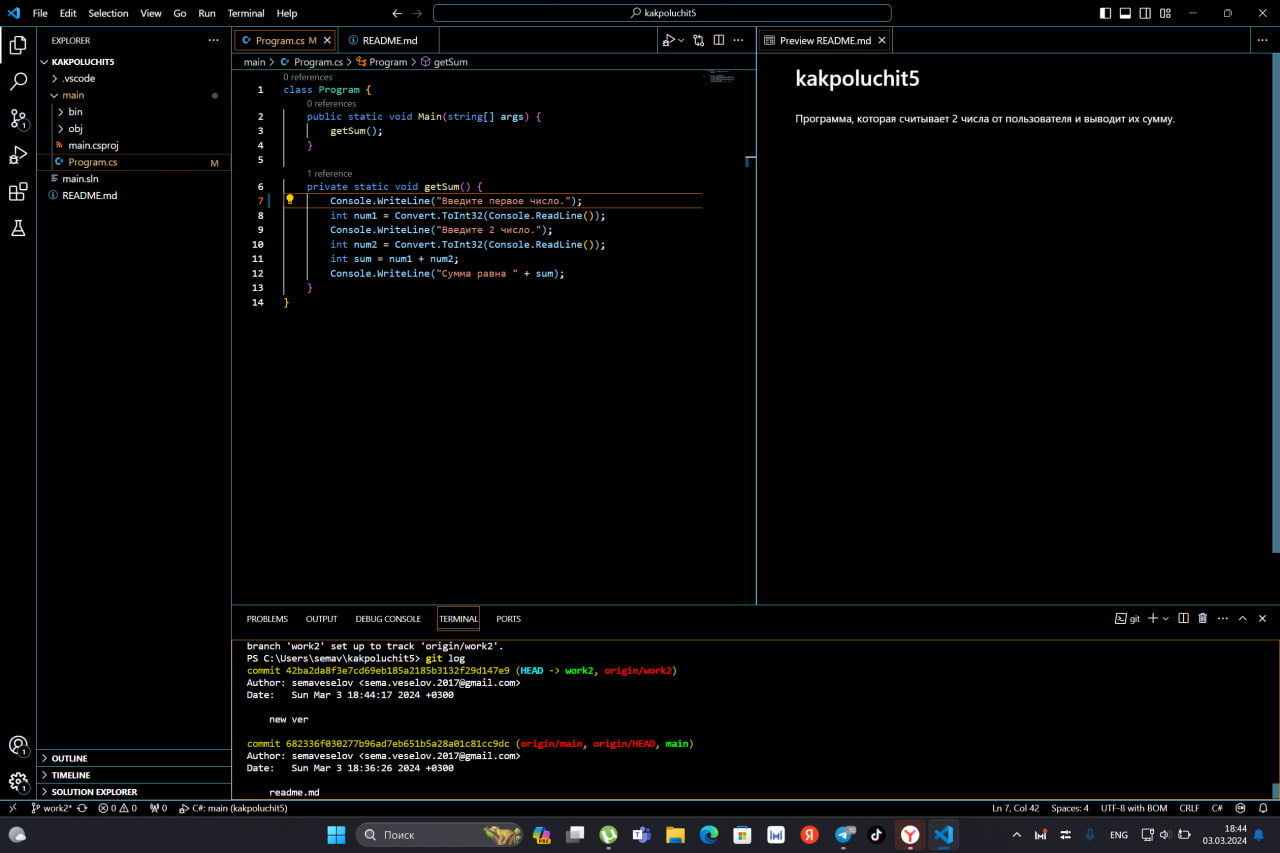 File Edit Selection View Go Run Terminal Help
kakpoluchit5
EXPLORER
KAKPOLUCHIT5
.vscode
main
bin
obj
main.csproj
Program.cs M
main.sln
README.md
OUTLINE
TIMELINE
SOLUTION EXPLORER
Program.cs M
README.md
main > Program.cs > Program > getSum
0 references
1 class Program {
0 references
2 public static void Main(string[] args) {
3 getSum();
4 }
5
1 reference
6 private static void getSum() {
7 Console.WriteLine("Введите первое число.");
8 int num1 = Convert.ToInt32(Console.ReadLine());
9 Console.WriteLine("Введите 2 число.");
10 int num2 = Convert.ToInt32(Console.ReadLine());
11 int sum = num1 + num2;
12 Console.WriteLine("Сумма равна " + sum);
13 }
14 }
Preview README.md
kakpoluchit5
Программа, которая считывает 2 числа от пользователя и выводит их сумму.
PROBLEMS OUTPUT DEBUG CONSOLE TERMINAL PORTS
git
branch 'work2' set up to track 'origin/work2'.
PS C:\Users\semav\kakpoluchit5> git log
commit 42ba2da8f3e7cd69eb185a2185b3132f29d147e9 (HEAD -> work2, origin/work2)
Author: semaveselov <sema.veselov.2017@gmail.com>
Date: Sun Mar 3 18:44:17 2024 +0300
new ver
commit 682336f030277b96ad7eb651b5a28a01c81cc9dc (origin/main, origin/HEAD, main)
Author: semaveselov <sema.veselov.2017@gmail.com>
Date: Sun Mar 3 18:36:26 2024 +0300
readme.md
work2* 0 0 0 C#: main (kakpoluchit5)
Ln 7, Col 42 Spaces: 4 UTF-8 with BOM CRLF C#
Поиск
ENG
18:44
03.03.2024